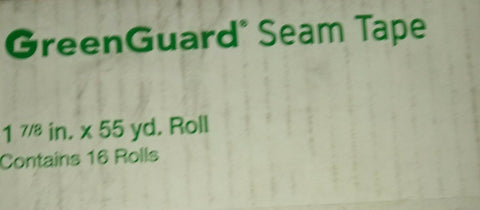 GreenGuard® Seam Tape
1 7/8 in. x 55 yd. Roll
Contains 16 Rolls